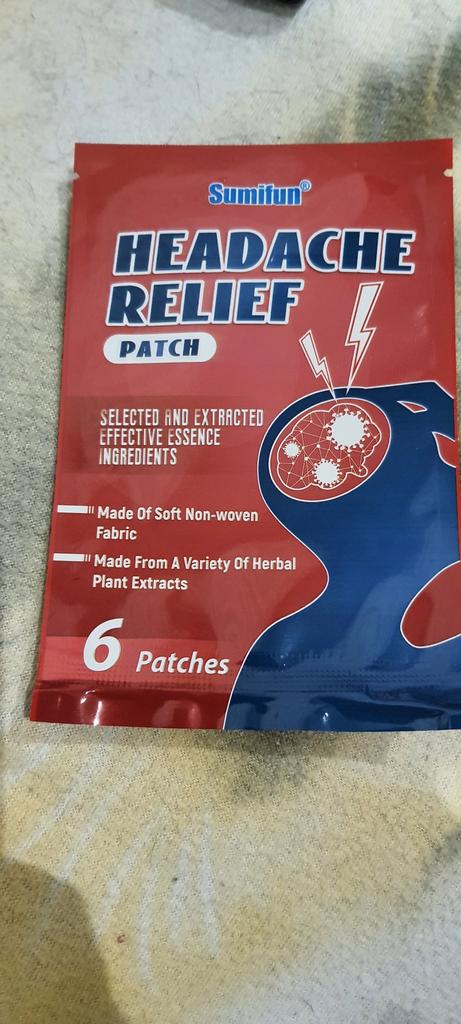 Sumifun®
HEADACHE
RELIEF
PATCH
SELECTED AND EXTRACTED
EFFECTIVE ESSENCE
INGREDIENTS
Made Of Soft Non-woven
Fabric
Made From A Variety Of Herbal
Plant Extracts
6 Patches